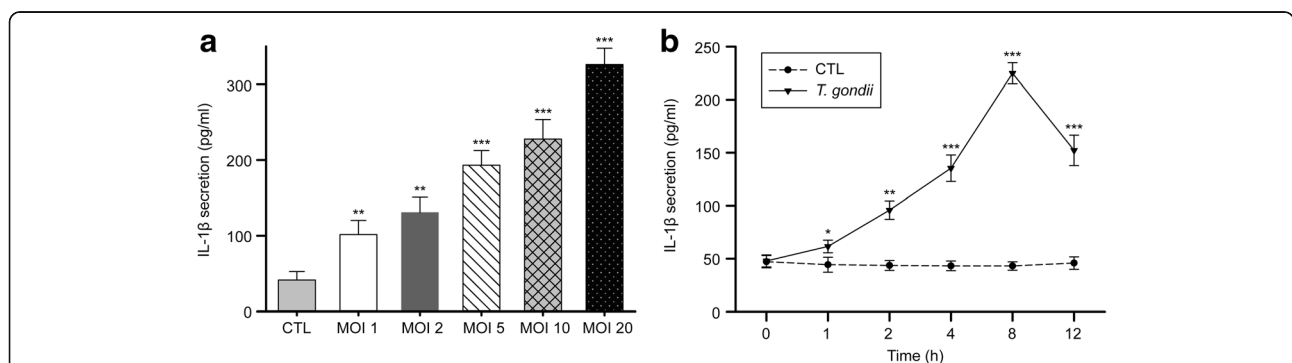 a
IL-1β secretion (pg/ml)
300
200
100
0
**
**
***
***
***
CTL
MOI 1
MOI 2
MOI 5
MOI 10
MOI 20
b
IL-1β secretion (pg/ml)
250
200
150
100
50
0
CTL
T. gondii
*
**
***
***
***
0
1
2
4
8
12
Time (h)